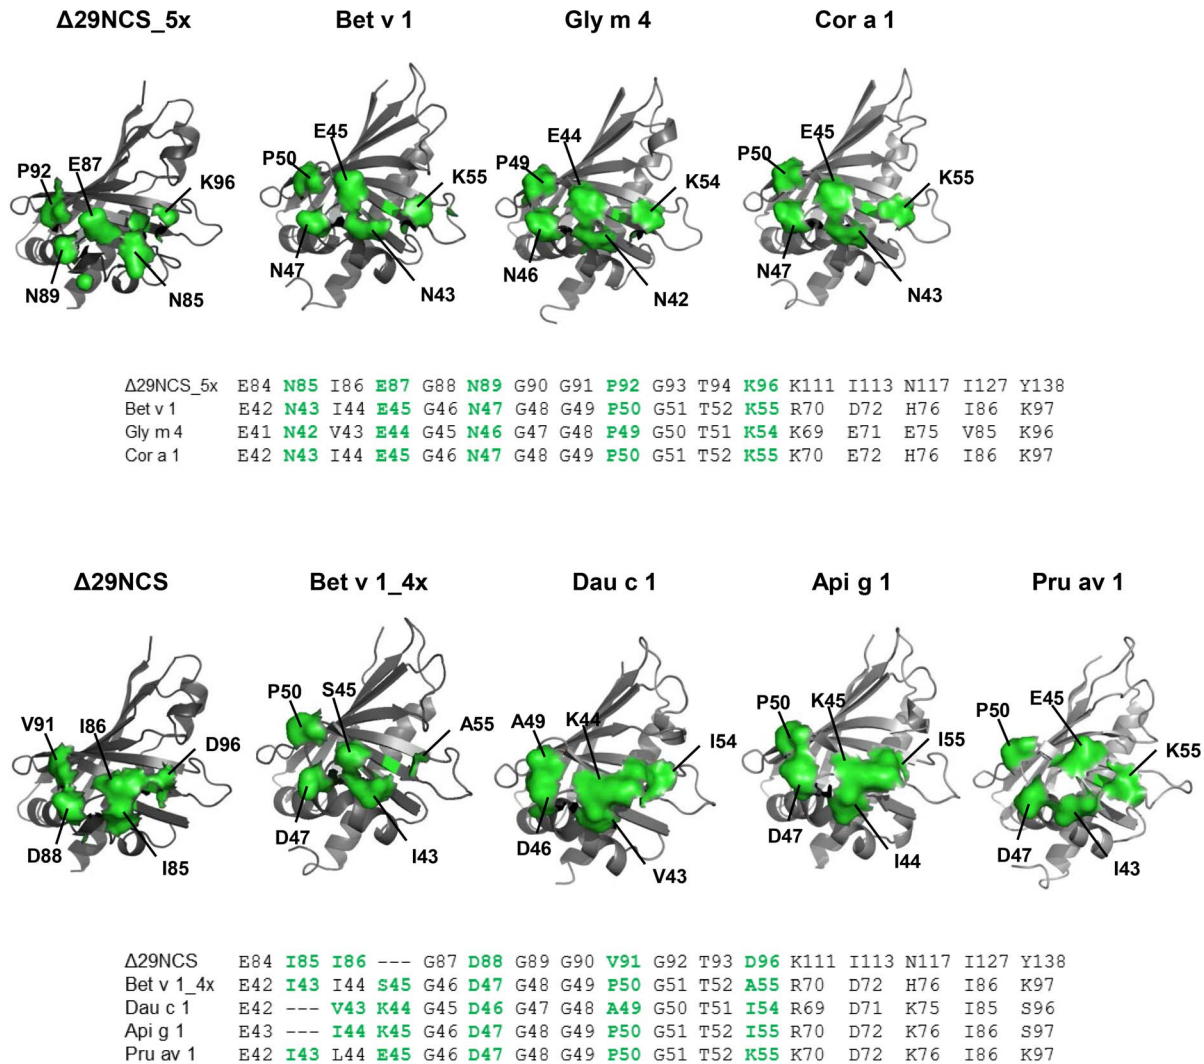 Δ29NCS_5x Bet v 1 Gly m 4 Cor a 1
P92 E87 K96 N89 N85
P50 E45 K55 N47 N43
P49 E44 K54 N46 N42
P50 E45 K55 N47 N43
Δ29NCS_5x E84 N85 I86 E87 G88 N89 G90 G91 P92 G93 T94 K96 K111 I113 N117 I127 Y138
Bet v 1 E42 N43 I44 E45 G46 N47 G48 G49 P50 G51 T52 K55 R70 D72 H76 I86 K97
Gly m 4 E41 N42 V43 E44 G45 N46 G47 G48 P49 G50 T51 K54 K69 E71 E75 V85 K96
Cor a 1 E42 N43 I44 E45 G46 N47 G48 G49 P50 G51 T52 K55 K70 E72 H76 I86 K97
Δ29NCS Bet v 1_4x Dau c 1 Api g 1 Pru av 1
V91 I86 D96 D88 I85
P50 S45 A55 D47 I43
A49 K44 I54 D46 V43
P50 K45 I55 D47 I44
P50 E45 K55 D47 I43
Δ29NCS E84 I85 I86 --- G87 D88 G89 G90 V91 G92 T93 D96 K111 I113 N117 I127 Y138
Bet v 1_4x E42 I43 I44 S45 G46 D47 G48 G49 P50 G51 T52 A55 R70 D72 H76 I86 K97
Dau c 1 E42 --- V43 K44 G45 D46 G47 G48 A49 G50 T51 I54 R69 D71 K75 I85 S96
Api g 1 E43 --- I44 K45 G46 D47 G48 G49 P50 G51 T52 I55 R70 D72 K76 I86 S97
Pru av 1 E42 I43 L44 E45 G46 D47 G48 G49 P50 G51 T52 K55 K70 D72 K76 I86 K97